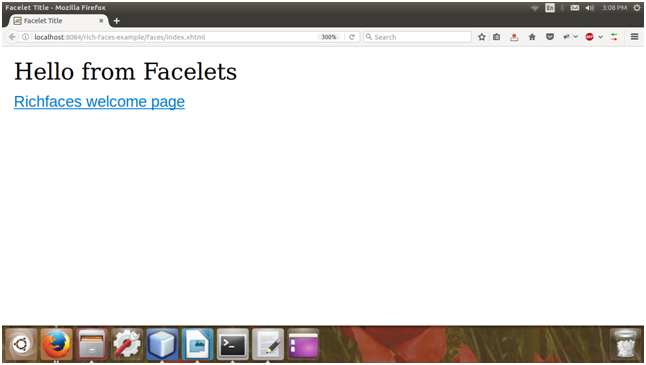 Facelet Title - Mozilla Firefox
En
3:08 PM
Facelet Title
localhost:8084/rich-faces-example/faces/index.xhtml
300%
Search
ABP
Hello from Facelets
Richfaces welcome page